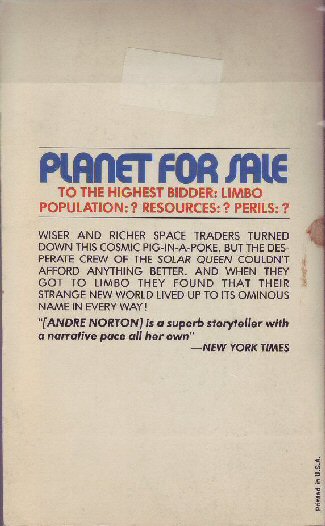 PLANET FOR SALE
TO THE HIGHEST BIDDER: LIMBO
POPULATION: ? RESOURCES: ? PERILS: ?
WISER AND RICHER SPACE TRADERS TURNED
DOWN THIS COSMIC PIG-IN-A-POKE. BUT THE DES-
PERATE CREW OF THE SOLAR QUEEN COULDN'T
AFFORD ANYTHING BETTER. AND WHEN THEY
GOT TO LIMBO THEY FOUND THAT THEIR
STRANGE NEW WORLD LIVED UP TO ITS OMINOUS
NAME IN EVERY WAY!
"[ANDRE NORTON] is a superb storyteller with
a narrative pace all her own"
—NEW YORK TIMES
Printed in U.S.A.